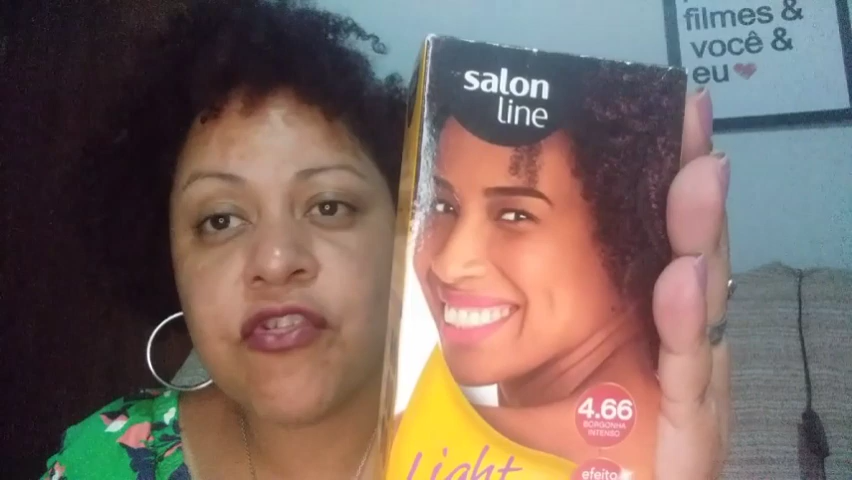 filmes &
você &
eu
salon
line
4.66
BORGONHA
INTENSO
Light
efeito